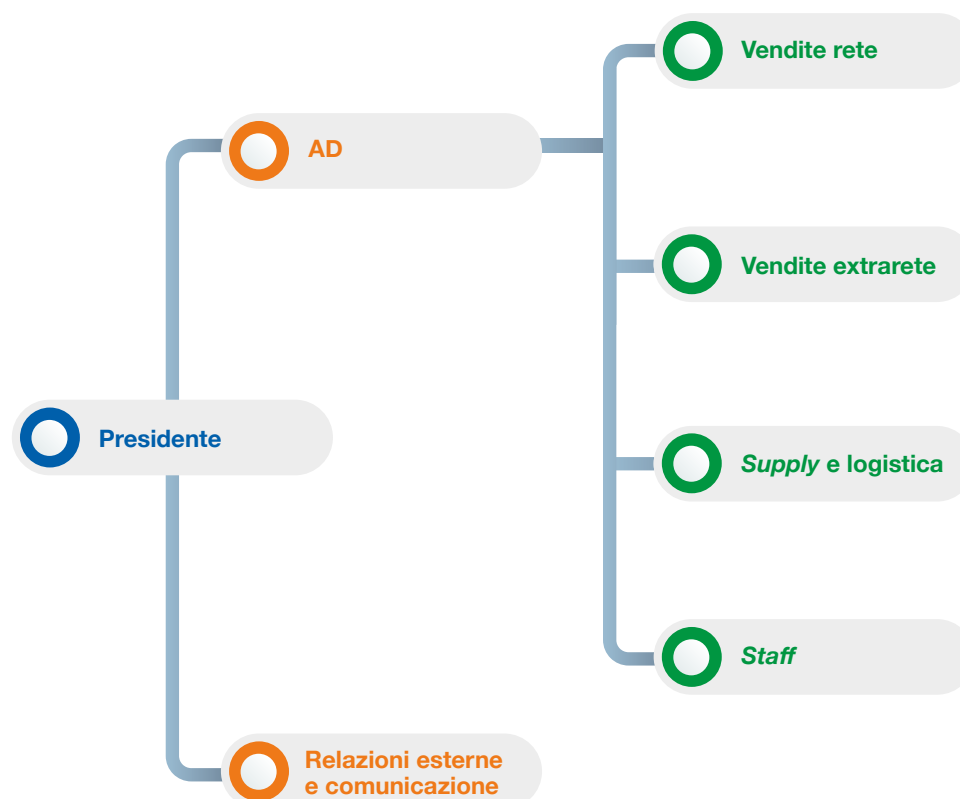 Vendite rete
AD
Vendite extrarete
Presidente
Supply e logistica
Staff
Relazioni esterne
e comunicazione